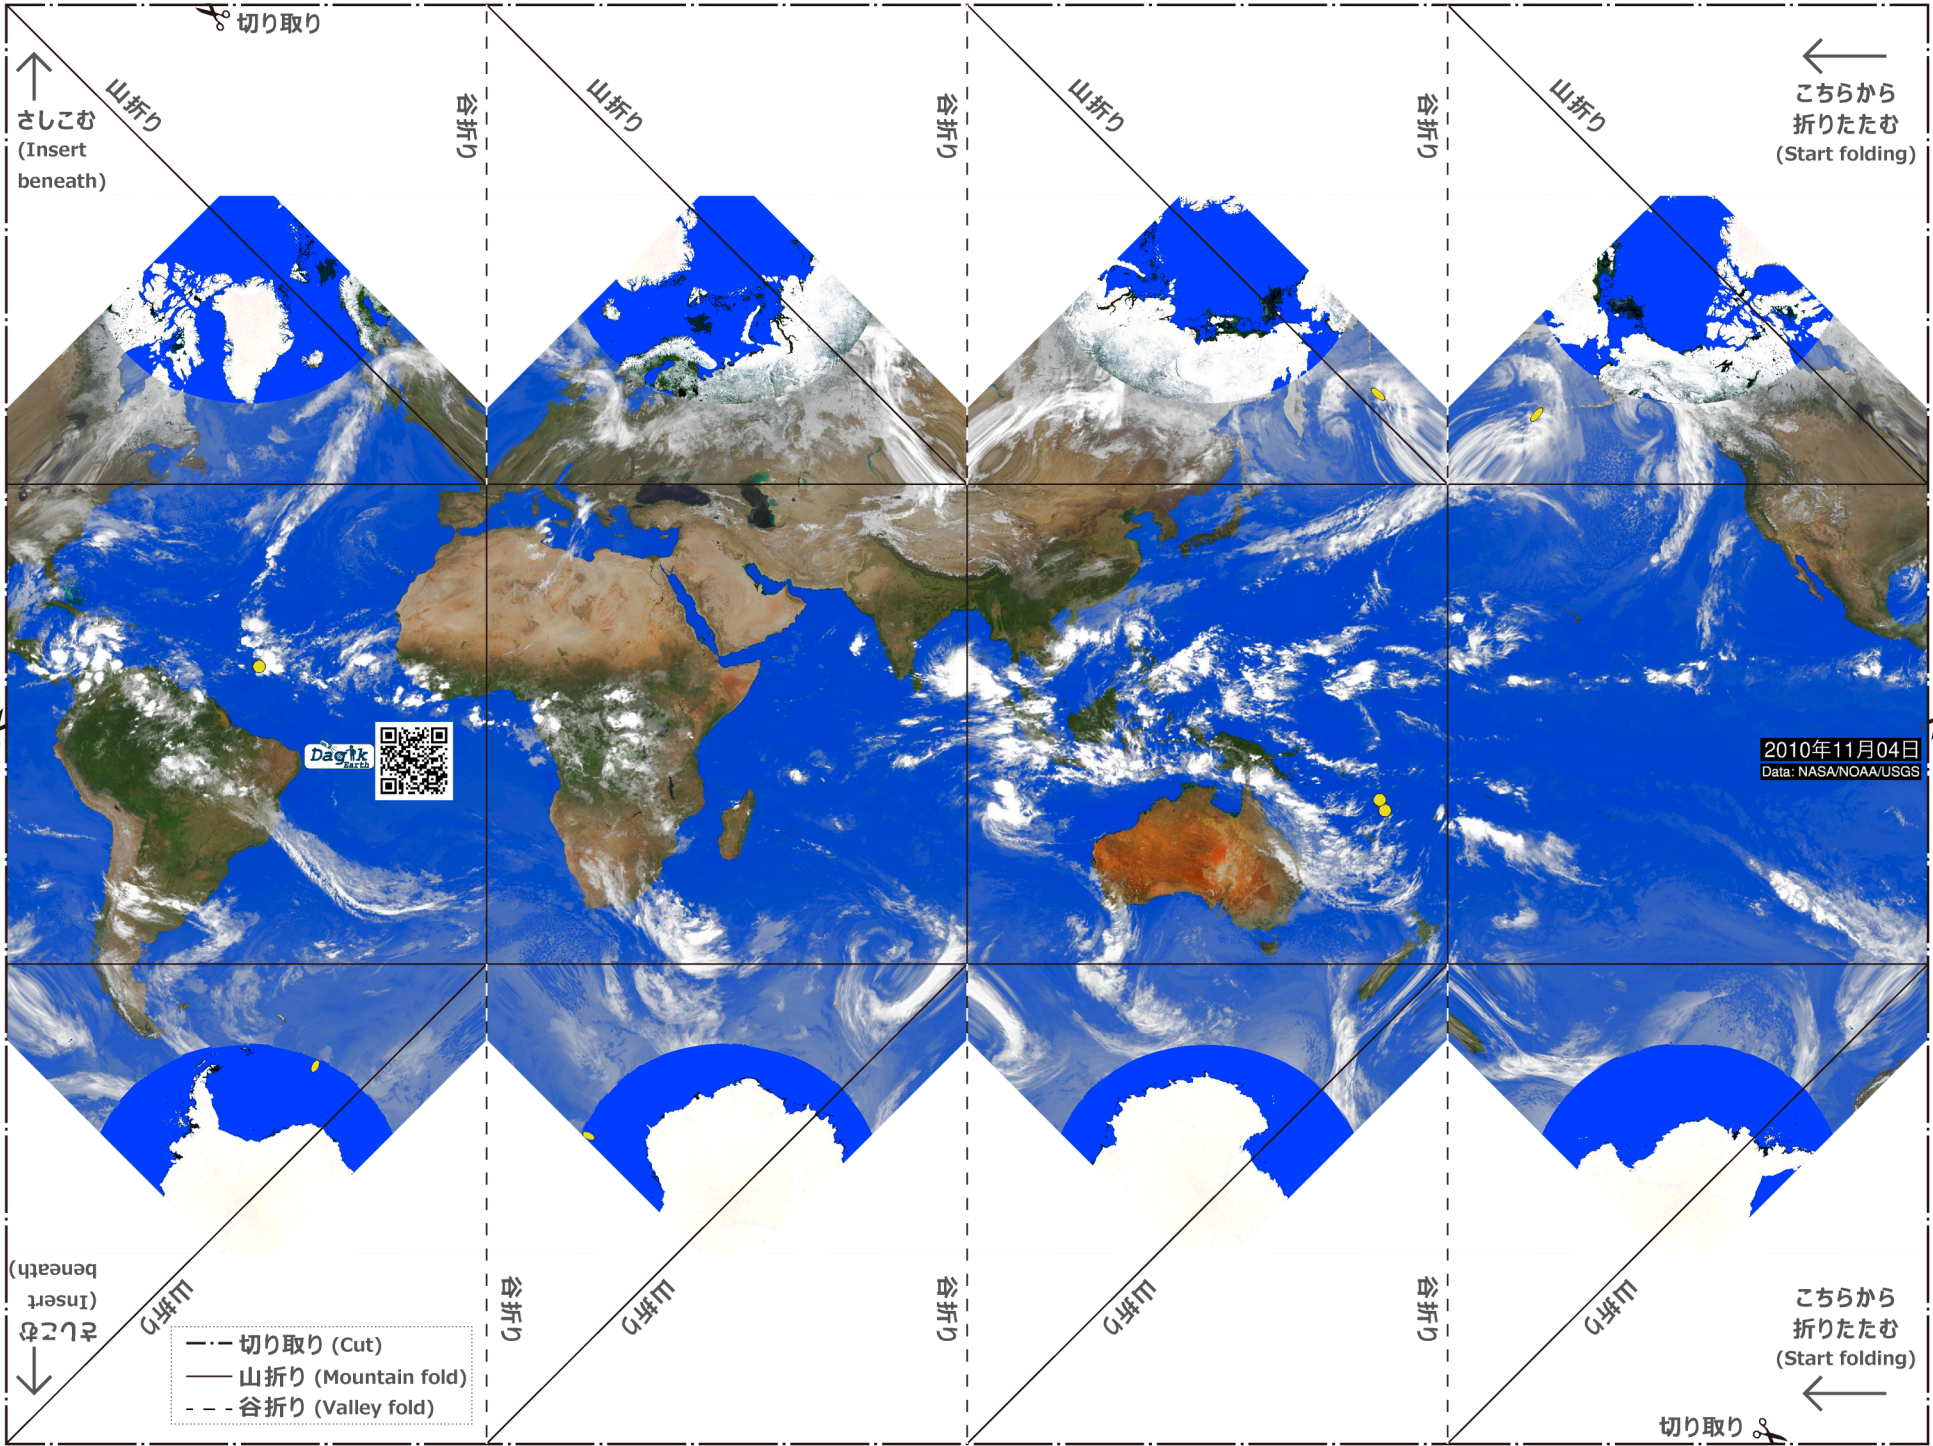 切り取り
山折り
谷折り
山折り
谷折り
山折り
谷折り
山折り
さしこむ
(Insert
beneath)
こちらから
折りたたむ
(Start folding)
Dagik
Earth
2010年11月04日
Data: NASA/NOAA/USGS
さしこむ
(Insert
beneath)
山折り
谷折り
山折り
谷折り
山折り
谷折り
山折り
切り取り (Cut)
山折り (Mountain fold)
谷折り (Valley fold)
こちらから
折りたたむ
(Start folding)
切り取り